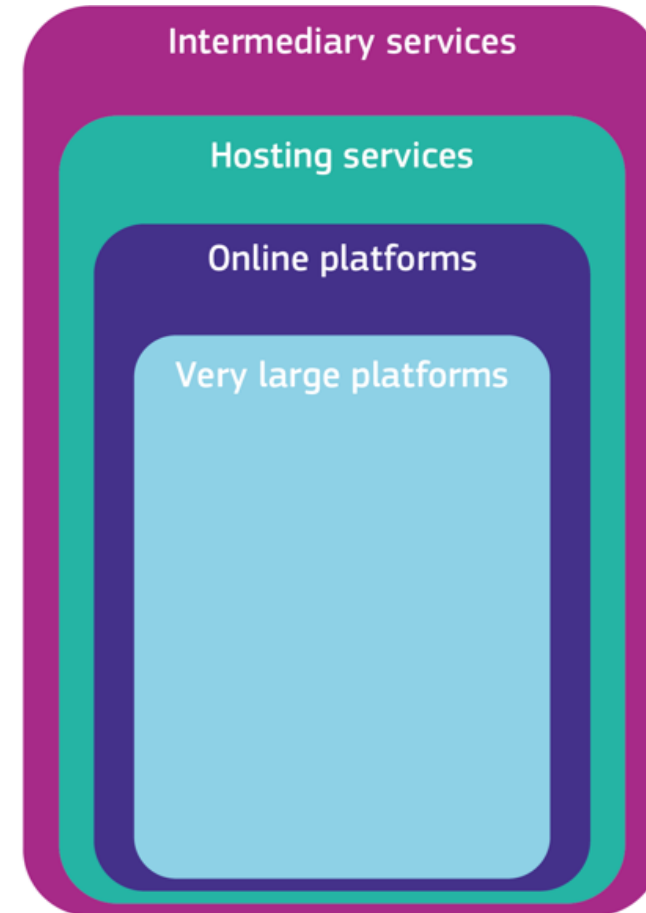 Intermediary services
Hosting services
Online platforms
Very large platforms